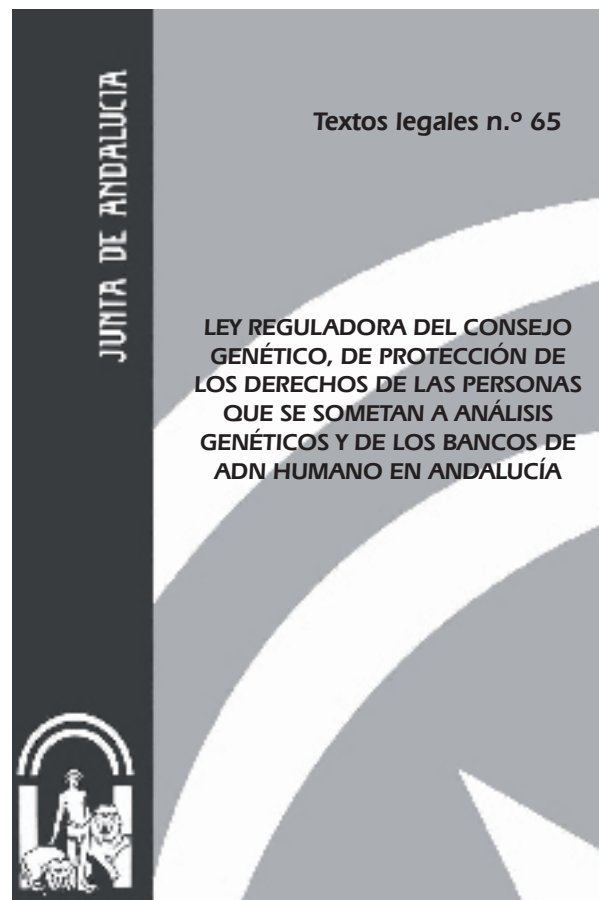 JUNTA DE ANDALUCIA
Textos legales n.º 65
LEY REGULADORA DEL CONSEJO
GENÉTICO, DE PROTECCIÓN DE
LOS DERECHOS DE LAS PERSONAS
QUE SE SOMETAN A ANÁLISIS
GENÉTICOS Y DE LOS BANCOS DE
ADN HUMANO EN ANDALUCÍA